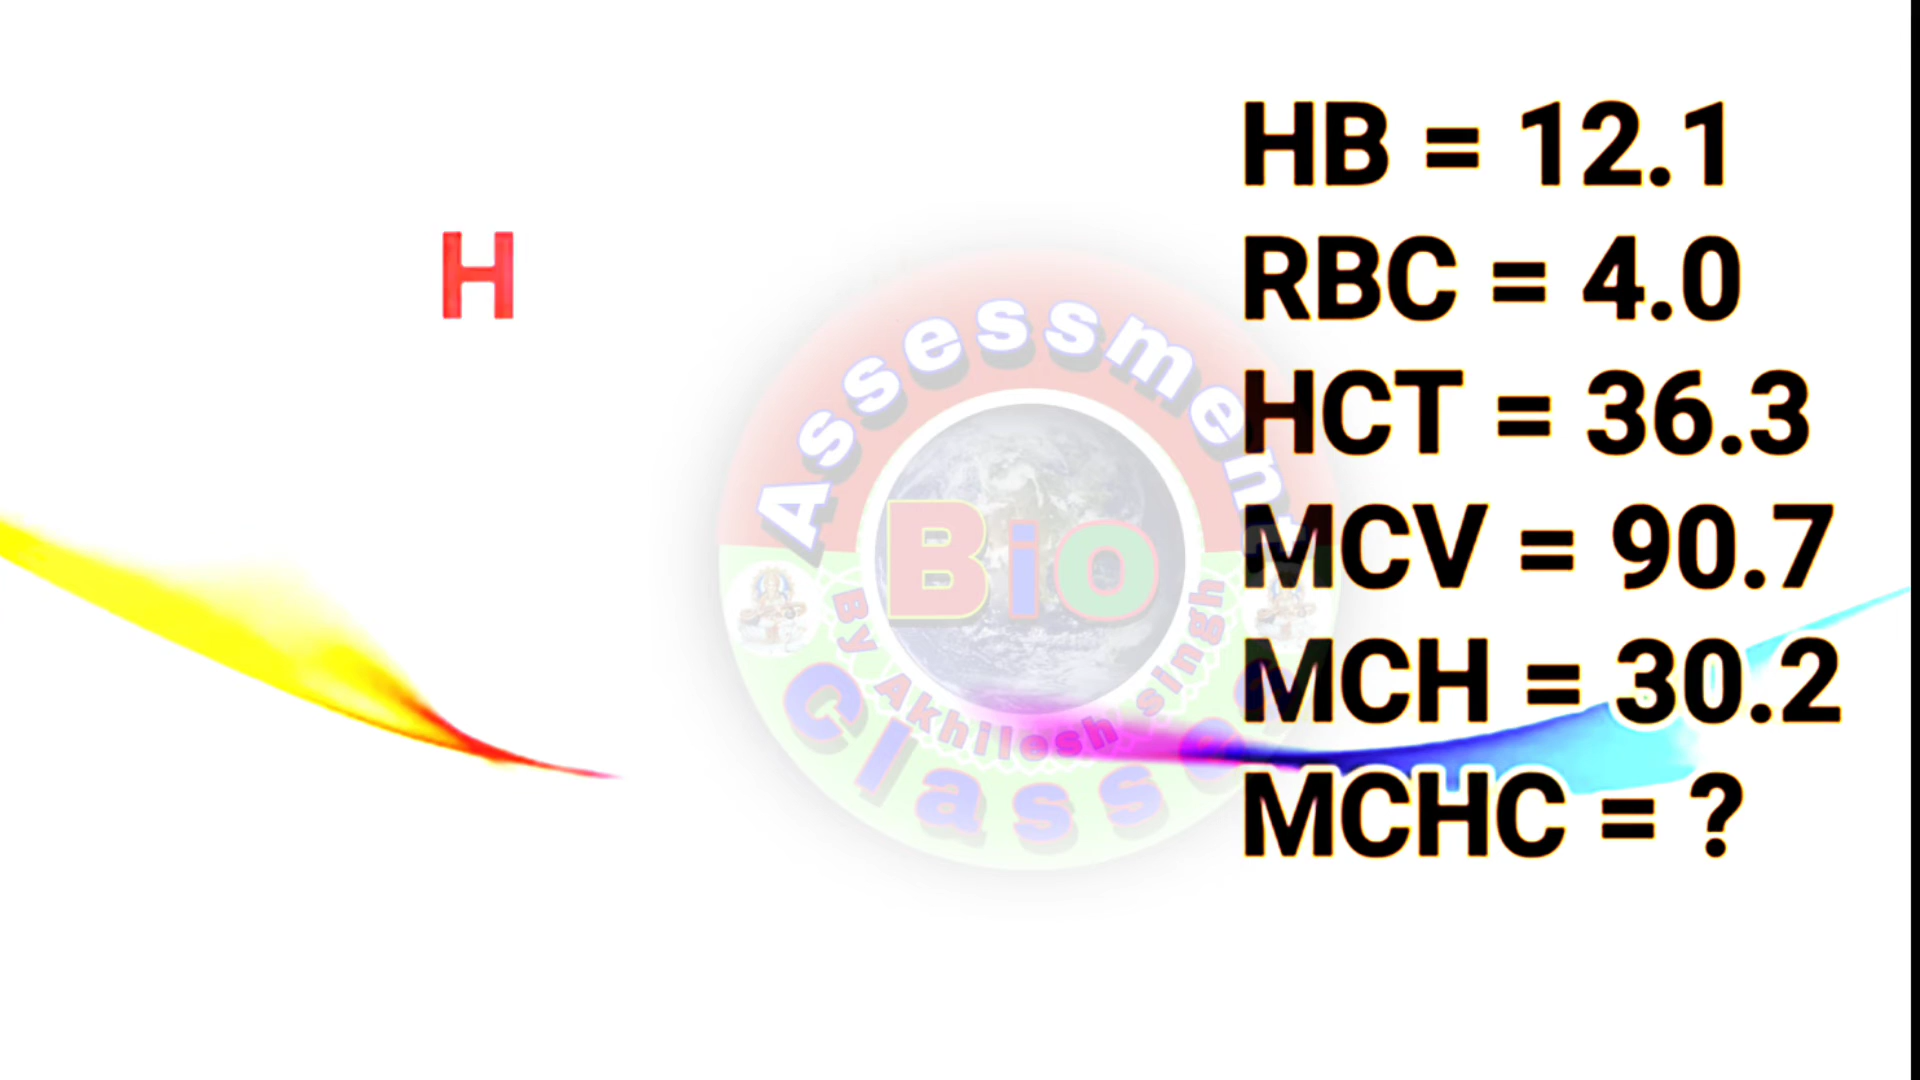 H
HB = 12.1
RBC = 4.0
HCT = 36.3
MCV = 90.7
MCH = 30.2
MCHC = ?
Assessment
Bio
By Akhilesh singh
Classes